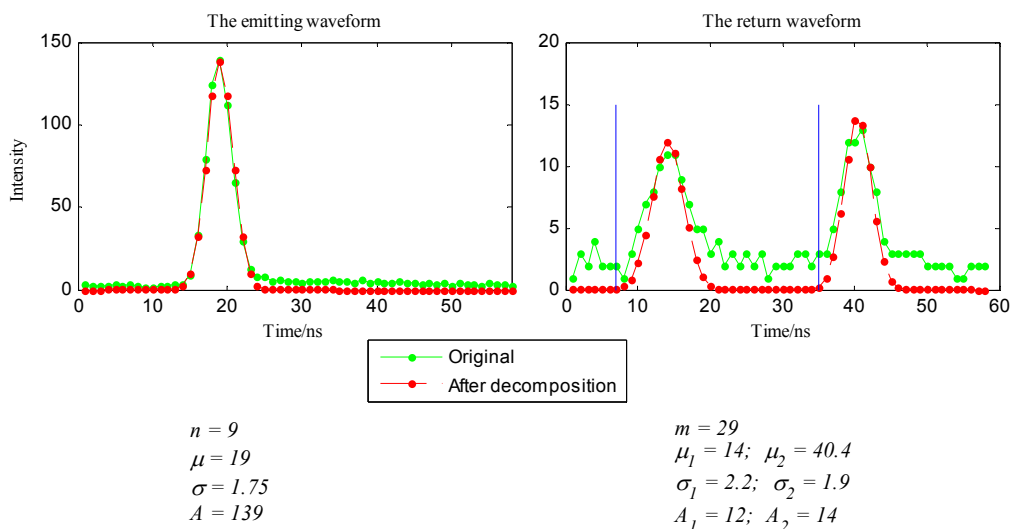 The emitting waveform
The return waveform
150
100
50
0
Intensity
0 10 20 30 40 50
Time/ns
20
15
10
5
0
0 10 20 30 40 50 60
Time/ns
Original
After decomposition
n = 9
μ = 19
σ = 1.75
A = 139
m = 29
μ1 = 14; μ2 = 40.4
σ1 = 2.2; σ2 = 1.9
A1 = 12; A2 = 14